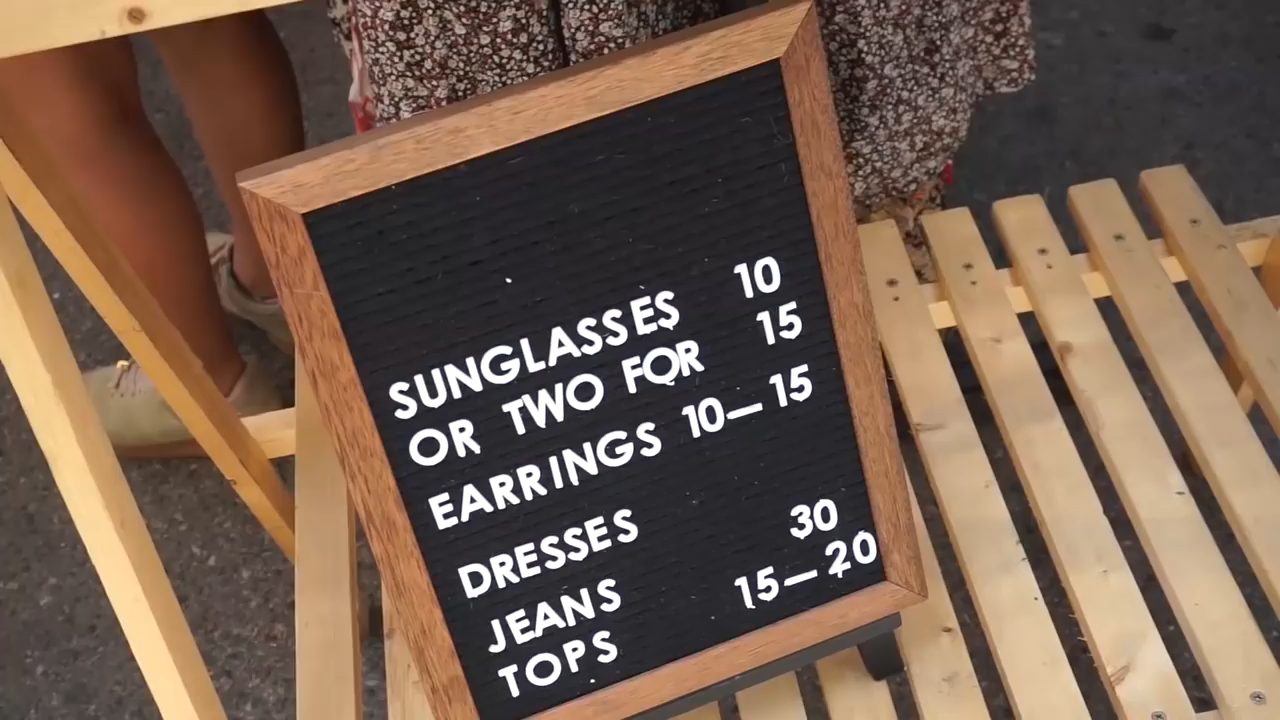 SUNGLASSES 10
OR TWO FOR 15
EARRINGS 10–15
DRESSES 30
JEANS 15–20
TOPS